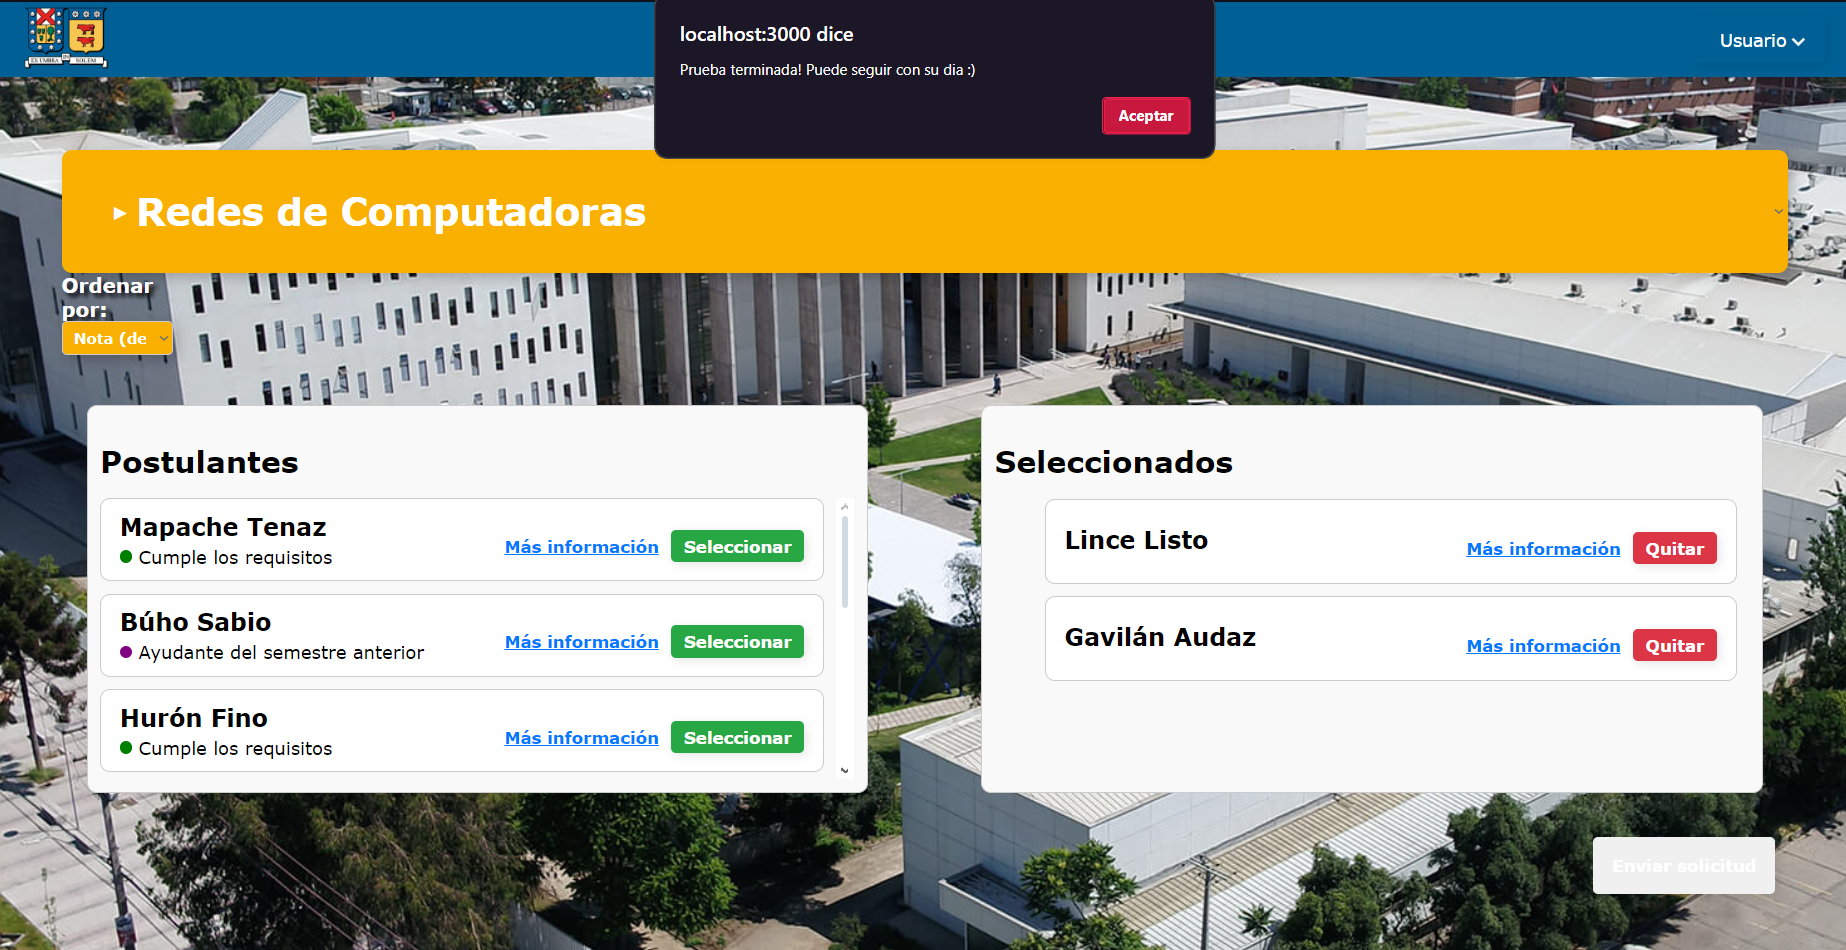 EX UMBRA IN SOLEM
localhost:3000 dice
Prueba terminada! Puede seguir con su dia :)
Aceptar
Usuario
Redes de Computadoras
Ordenar
por:
Nota (de
Postulantes
Mapache Tenaz
Cumple los requisitos
Más información
Seleccionar
Búho Sabio
Ayudante del semestre anterior
Más información
Seleccionar
Hurón Fino
Cumple los requisitos
Más información
Seleccionar
Seleccionados
Lince Listo
Más información
Quitar
Gavilán Audaz
Más información
Quitar
Enviar solicitud